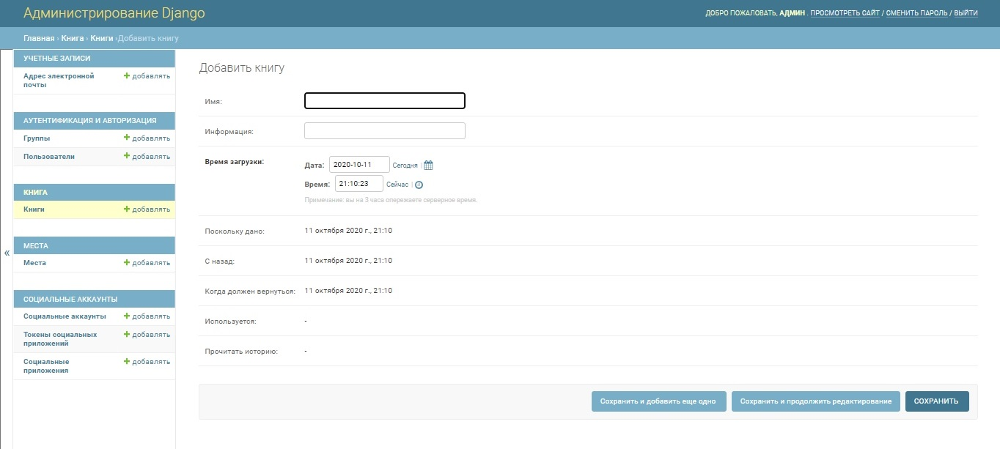 Администрирование Django
ДОБРО ПОЖАЛОВАТЬ, АДМИН . ПРОСМОТРЕТЬ САЙТ / СМЕНИТЬ ПАРОЛЬ / ВЫЙТИ
Главная › Книга › Книги ›Добавить книгу
«
УЧЕТНЫЕ ЗАПИСИ
Адрес электронной
почты
+ добавлять
АУТЕНТИФИКАЦИЯ И АВТОРИЗАЦИЯ
Группы + добавлять
Пользователи + добавлять
КНИГА
Книги + добавлять
МЕСТА
Места + добавлять
СОЦИАЛЬНЫЕ АККАУНТЫ
Социальные аккаунты + добавлять
Токены социальных
приложений
+ добавлять
Социальные
приложения
+ добавлять
Добавить книгу
Имя:
Информация:
Время загрузки:
Дата: 2020-10-11 Сегодня |
Время: 21:10:23 Сейчас |
Примечание: вы на 3 часа опережаете серверное время.
Поскольку дано: 11 октября 2020 г., 21:10
С назад: 11 октября 2020 г., 21:10
Когда должен вернуться: 11 октября 2020 г., 21:10
Используется: -
Прочитать историю: -
Сохранить и добавить еще одно
Сохранить и продолжить редактирование
СОХРАНИТЬ